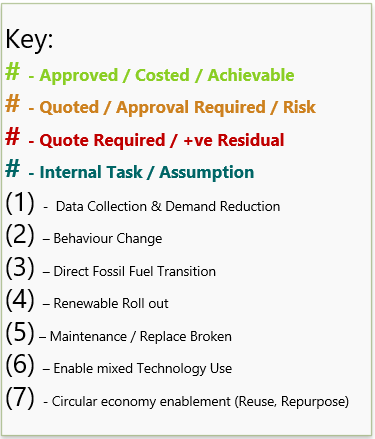 Key:
# - Approved / Costed / Achievable
# - Quoted / Approval Required / Risk
# - Quote Required / +ve Residual
# - Internal Task / Assumption
(1) - Data Collection & Demand Reduction
(2) – Behaviour Change
(3) – Direct Fossil Fuel Transition
(4) – Renewable Roll out
(5) – Maintenance / Replace Broken
(6) – Enable mixed Technology Use
(7) - Circular economy enablement (Reuse, Repurpose)